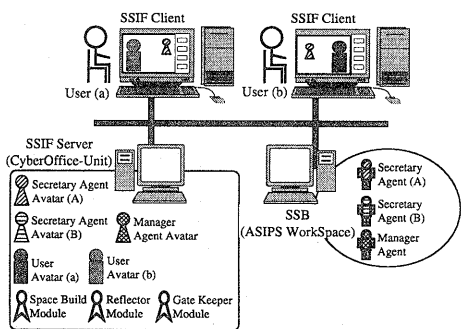 SSIF Client
SSIF Client
User (a)
User (b)
SSIF Server
(CyberOffice-Unit)
Secretary Agent
Avatar (A)
Secretary Agent
Avatar (B)
Manager
Agent Avatar
User
Avatar (a)
User
Avatar (b)
Space Build
Module
Reflector
Module
Gate Keeper
Module
SSB
(ASIPS WorkSpace)
Secretary
Agent (A)
Secretary
Agent (B)
Manager
Agent